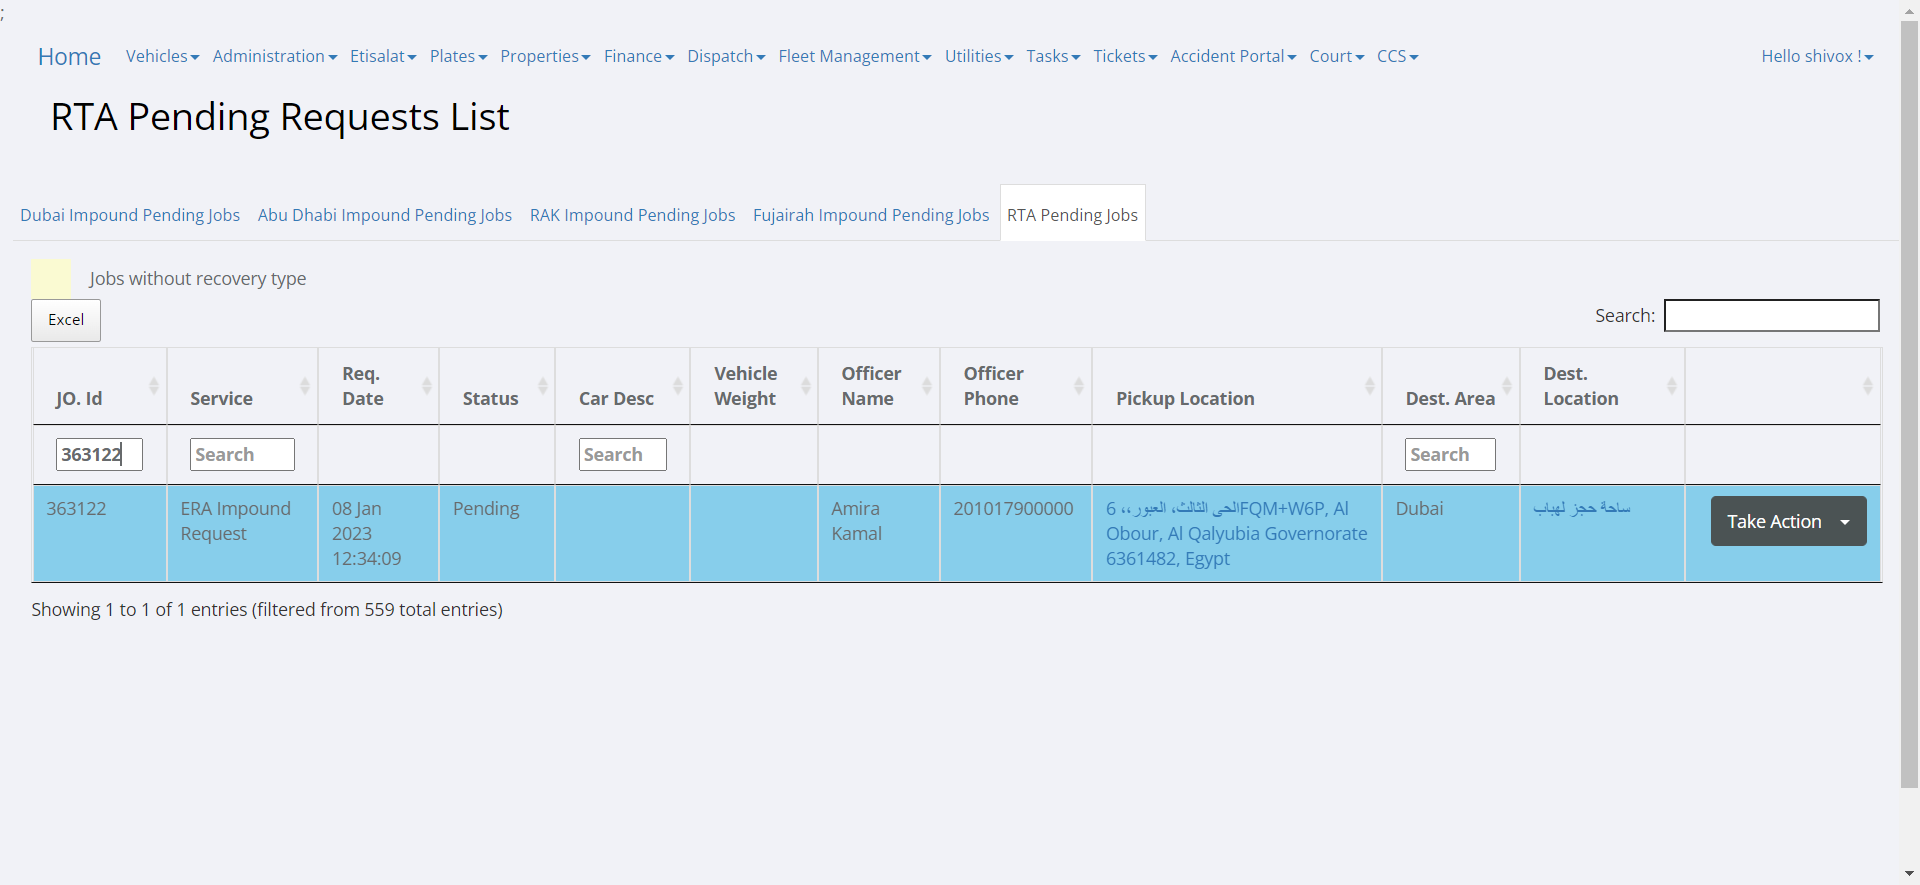 ;
Home Vehicles Administration Etisalat Plates Properties Finance Dispatch Fleet Management Utilities Tasks Tickets Accident Portal Court CCS Hello shivox !
RTA Pending Requests List
Dubai Impound Pending Jobs Abu Dhabi Impound Pending Jobs RAK Impound Pending Jobs Fujairah Impound Pending Jobs RTA Pending Jobs
Jobs without recovery type
Excel Search:
JO. Id Service Req. Date Status Car Desc Vehicle Weight Officer Name Officer Phone Pickup Location Dest. Area Dest. Location
363122 Search Search Search
363122 ERA Impound Request 08 Jan 2023 12:34:09 Pending Amira Kamal 201017900000 6 ،،الحى الثالث، العبورFQM+W6P, Al Obour, Al Qalyubia Governorate 6361482, Egypt Dubai ساحة حجز لهباب Take Action
Showing 1 to 1 of 1 entries (filtered from 559 total entries)